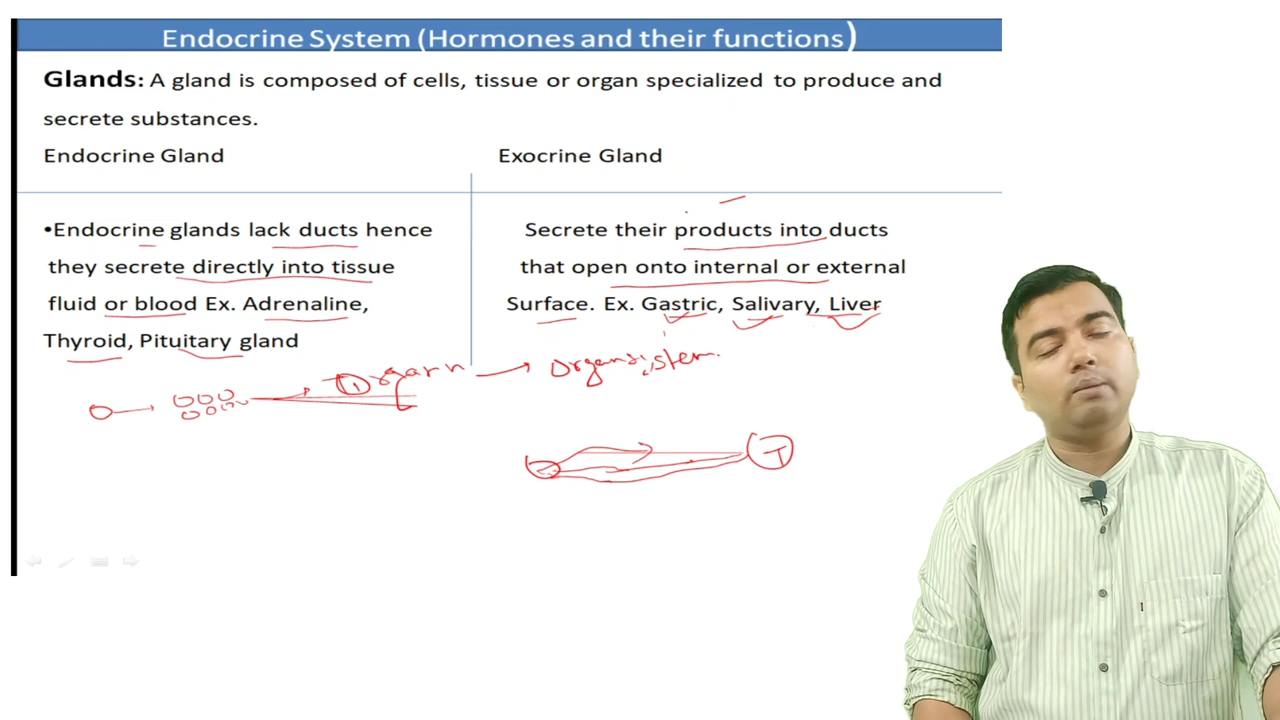 Endocrine System (Hormones and their functions)
Glands: A gland is composed of cells, tissue or organ specialized to produce and
secrete substances.
Endocrine Gland
Exocrine Gland
•Endocrine glands lack ducts hence
they secrete directly into tissue
fluid or blood Ex. Adrenaline,
Thyroid, Pituitary gland
Secrete their products into ducts
that open onto internal or external
Surface. Ex. Gastric, Salivary, Liver
T